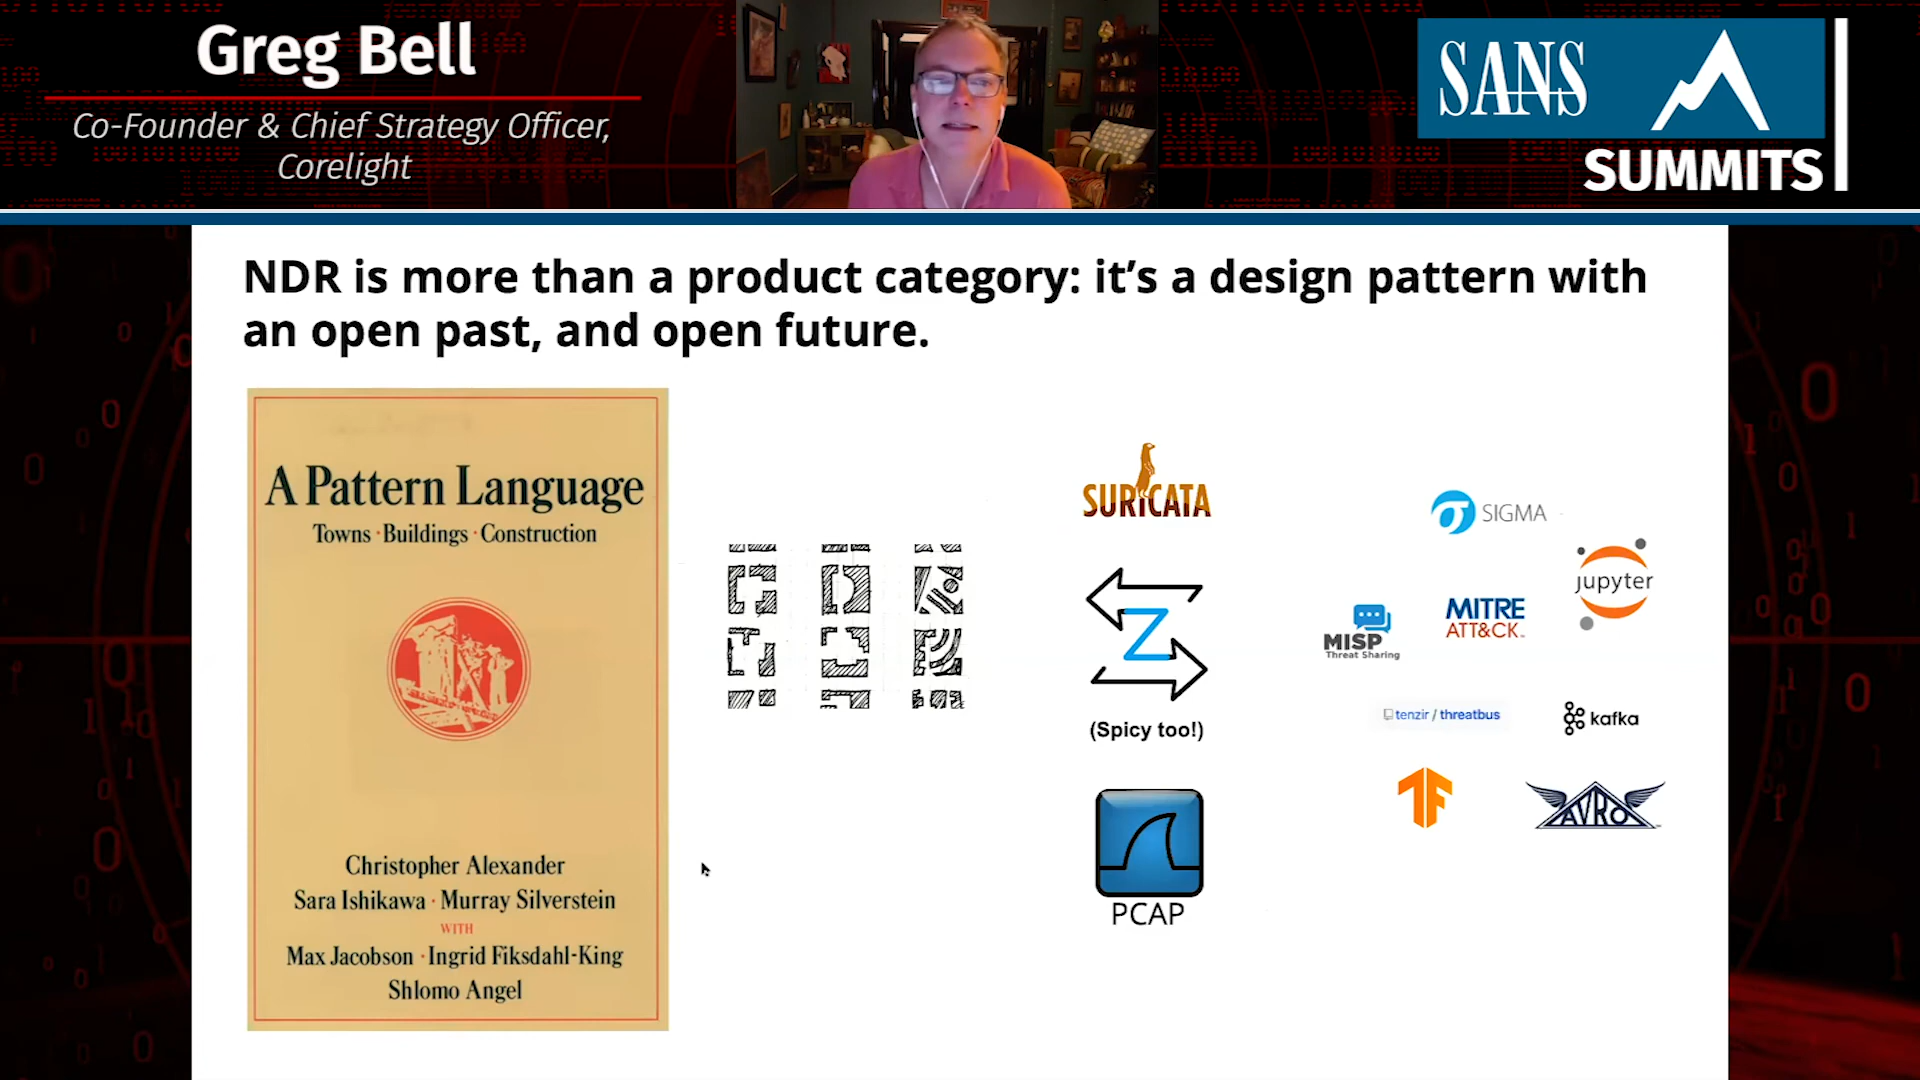 Greg Bell
Co-Founder & Chief Strategy Officer,
Corelight
SANS
SUMMITS
NDR is more than a product category: it’s a design pattern with
an open past, and open future.
A Pattern Language
Towns · Buildings · Construction
Christopher Alexander
Sara Ishikawa · Murray Silverstein
WITH
Max Jacobson · Ingrid Fiksdahl-King
Shlomo Angel
SURICATA
Z
(Spicy too!)
PCAP
σ SIGMA
jupyter
MITRE
ATT&CK™
MISP
Threat Sharing
tenzir / threatbus
kafka
TF
AVRO